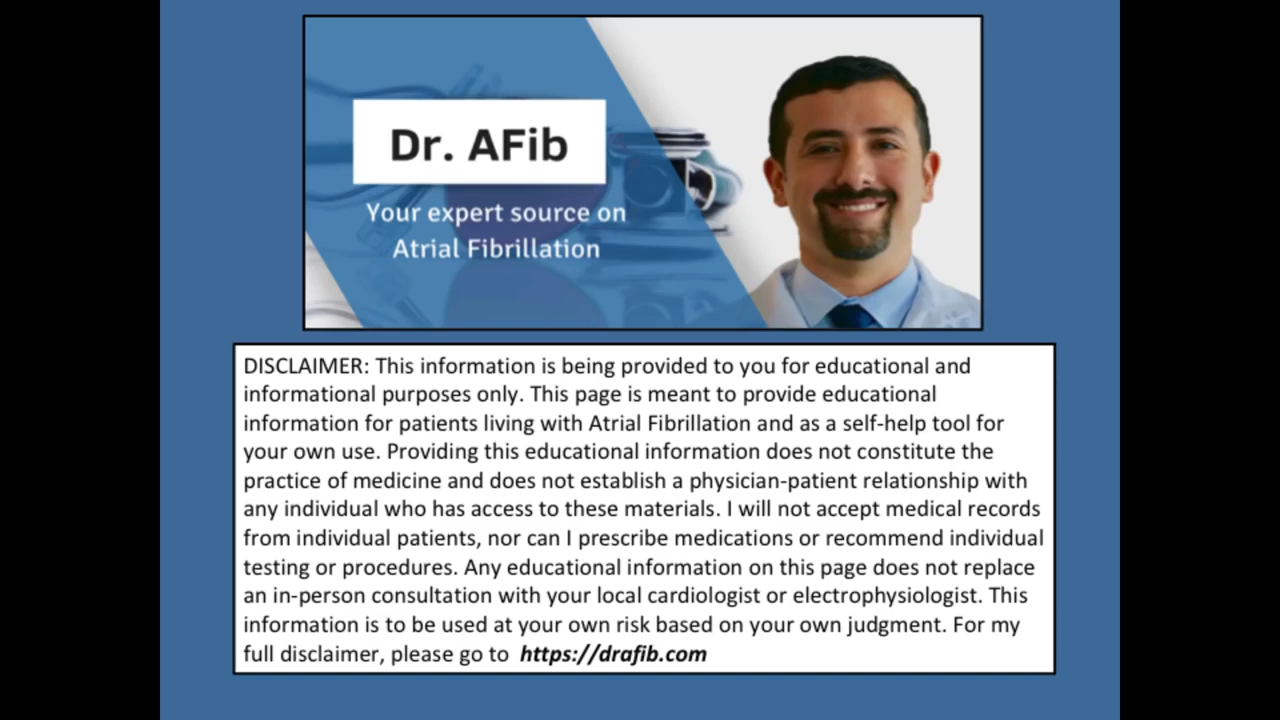 Dr. AFib
Your expert source on
Atrial Fibrillation
DISCLAIMER: This information is being provided to you for educational and
informational purposes only. This page is meant to provide educational
information for patients living with Atrial Fibrillation and as a self-help tool for
your own use. Providing this educational information does not constitute the
practice of medicine and does not establish a physician-patient relationship with
any individual who has access to these materials. I will not accept medical records
from individual patients, nor can I prescribe medications or recommend individual
testing or procedures. Any educational information on this page does not replace
an in-person consultation with your local cardiologist or electrophysiologist. This
information is to be used at your own risk based on your own judgment. For my
full disclaimer, please go to https://drafib.com